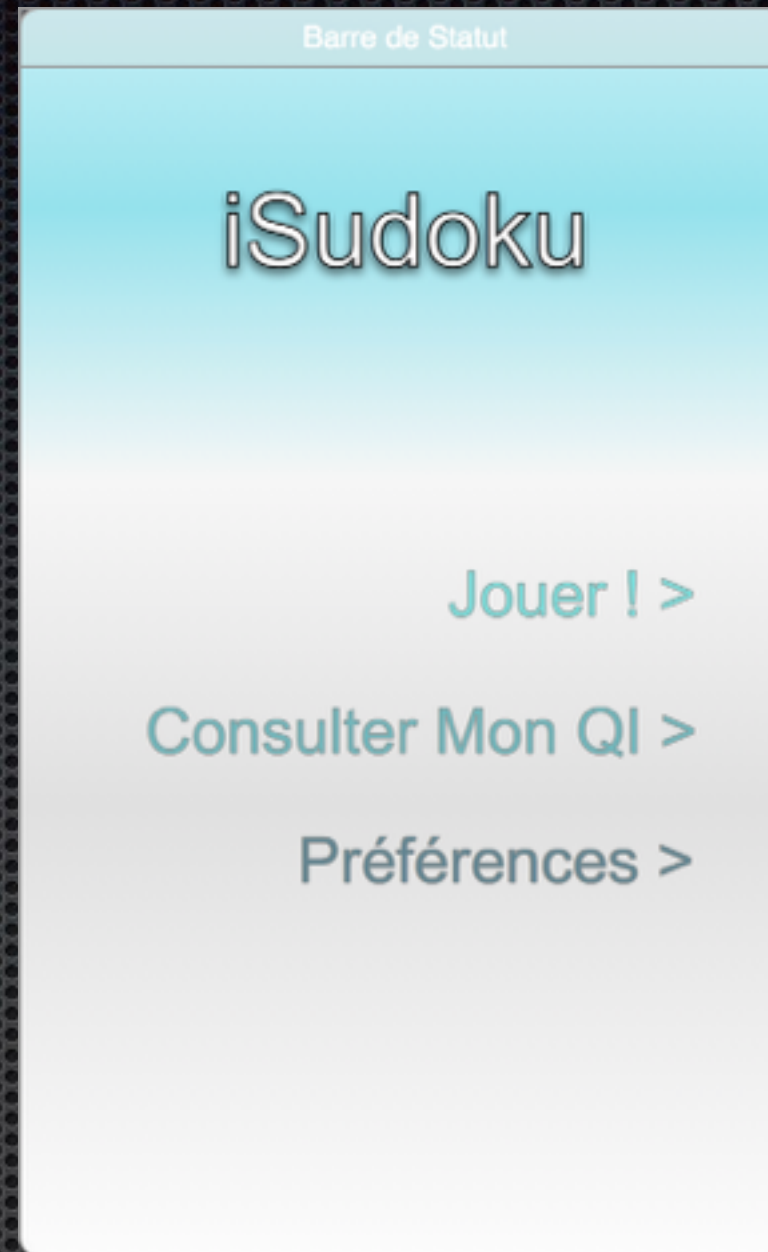 Barre de Statut
iSudoku
Jouer ! >
Consulter Mon QI >
Préférences >